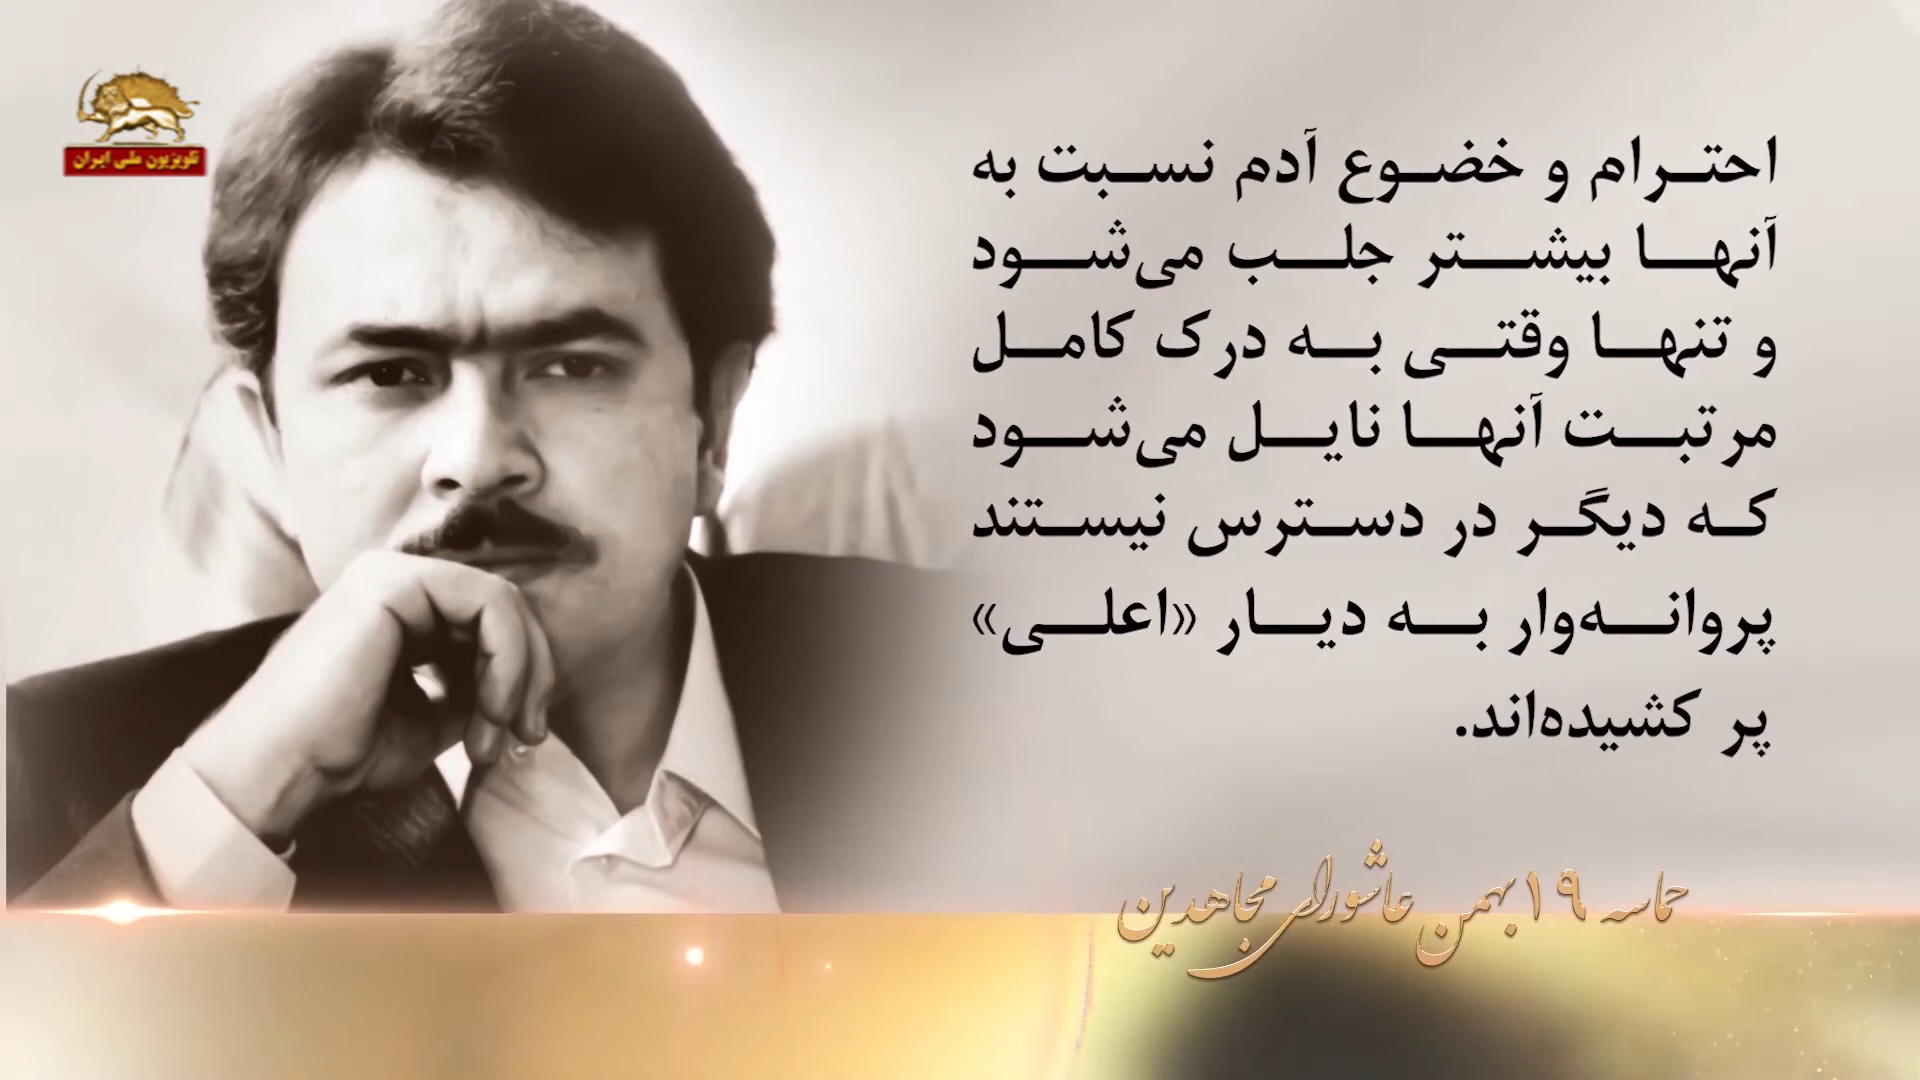 تلویزیون ملی ایران
احترام و خضوع آدم نسبت به
آنها بیشتر جلب می‌شود
و تنها وقتی به درک کامل
مرتبت آنها نایل می‌شود
که دیگر در دسترس نیستند
پروانه‌وار به دیار «اعلی»
پر کشیده‌اند.
حماسه ۱۹ بهمن عاشورای مجاهدین